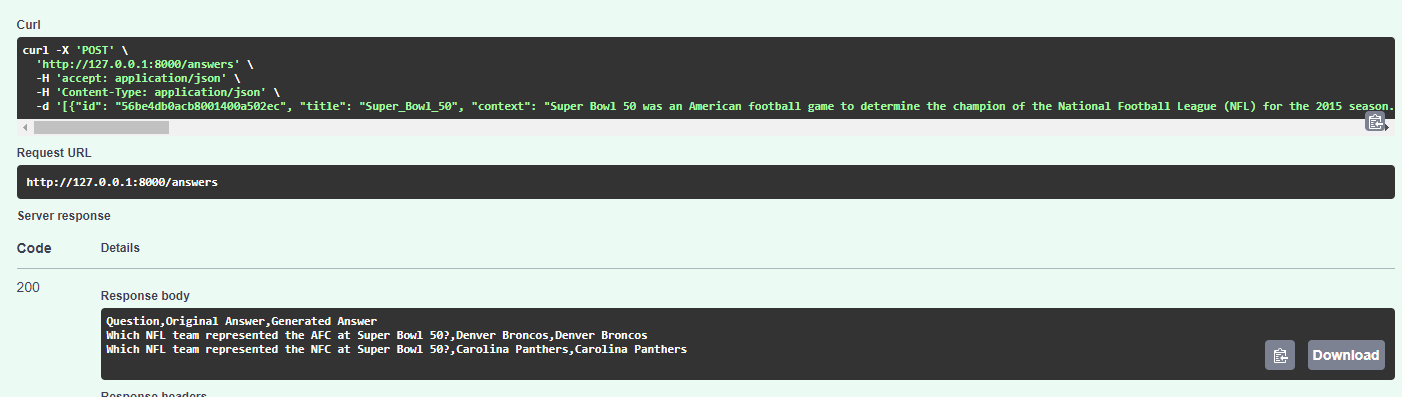 Curl
curl -X 'POST' \
'http://127.0.0.1:8000/answers' \
-H 'accept: application/json' \
-H 'Content-Type: application/json' \
-d '[{"id": "56be4db0acb8001400a502ec", "title": "Super_Bowl_50", "context": "Super Bowl 50 was an American football game to determine the champion of the National Football League (NFL) for the 2015 season.
Request URL
http://127.0.0.1:8000/answers
Server response
Code Details
200
Response body
Question,Original Answer,Generated Answer
Which NFL team represented the AFC at Super Bowl 50?,Denver Broncos,Denver Broncos
Which NFL team represented the NFC at Super Bowl 50?,Carolina Panthers,Carolina Panthers
Download
Response headers